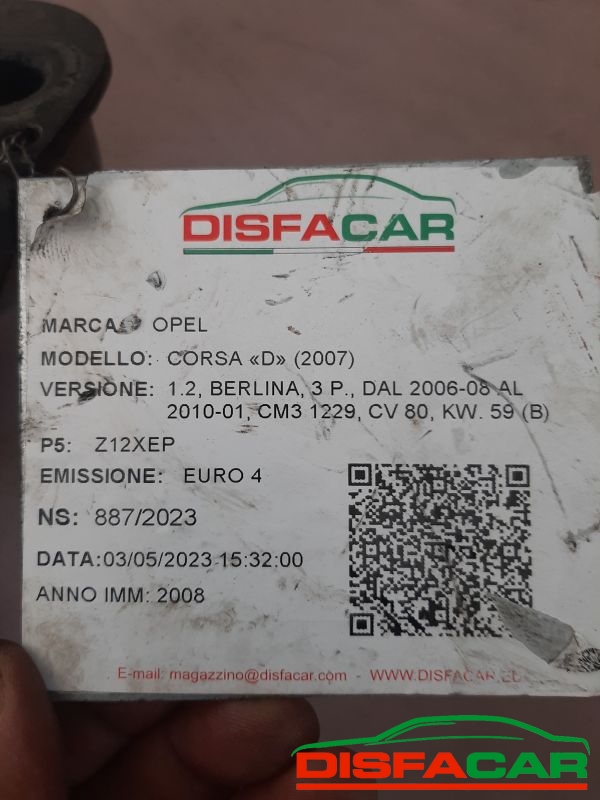 DISFACAR
MARCA: OPEL
MODELLO: CORSA «D» (2007)
VERSIONE: 1.2, BERLINA, 3 P., DAL 2006-08 AL
2010-01, CM3 1229, CV 80, KW. 59 (B)
P5: Z12XEP
EMISSIONE: EURO 4
NS: 887/2023
DATA:03/05/2023 15:32:00
ANNO IMM: 2008
E-mail: magazzino@disfacar.com - WWW.DISFACAR.EU
DISFACAR